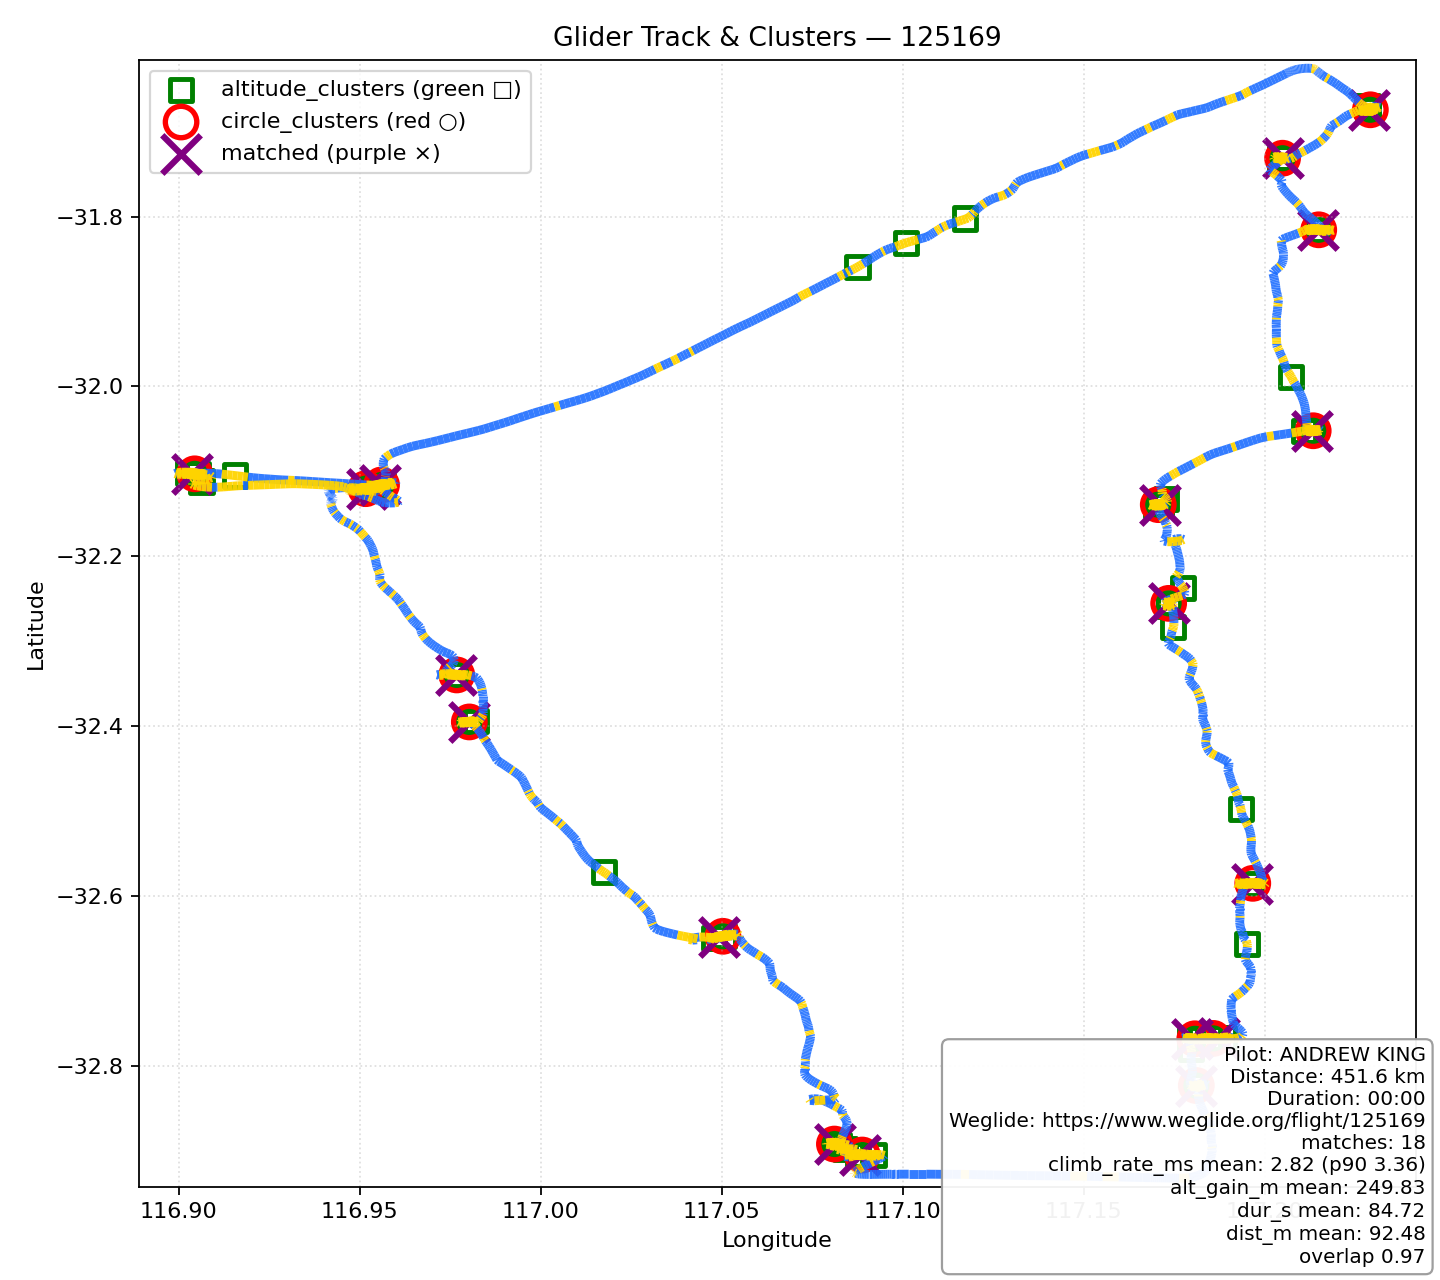 Glider Track & Clusters — 125169
altitude_clusters (green □)
circle_clusters (red ○)
matched (purple ×)
−31.8
−32.0
−32.2
−32.4
−32.6
−32.8
Latitude
116.90
116.95
117.00
117.05
117.10
117.15
Longitude
Pilot: ANDREW KING
Distance: 451.6 km
Duration: 00:00
Weglide: https://www.weglide.org/flight/125169
matches: 18
climb_rate_ms mean: 2.82 (p90 3.36)
alt_gain_m mean: 249.83
dur_s mean: 84.72
dist_m mean: 92.48
overlap 0.97